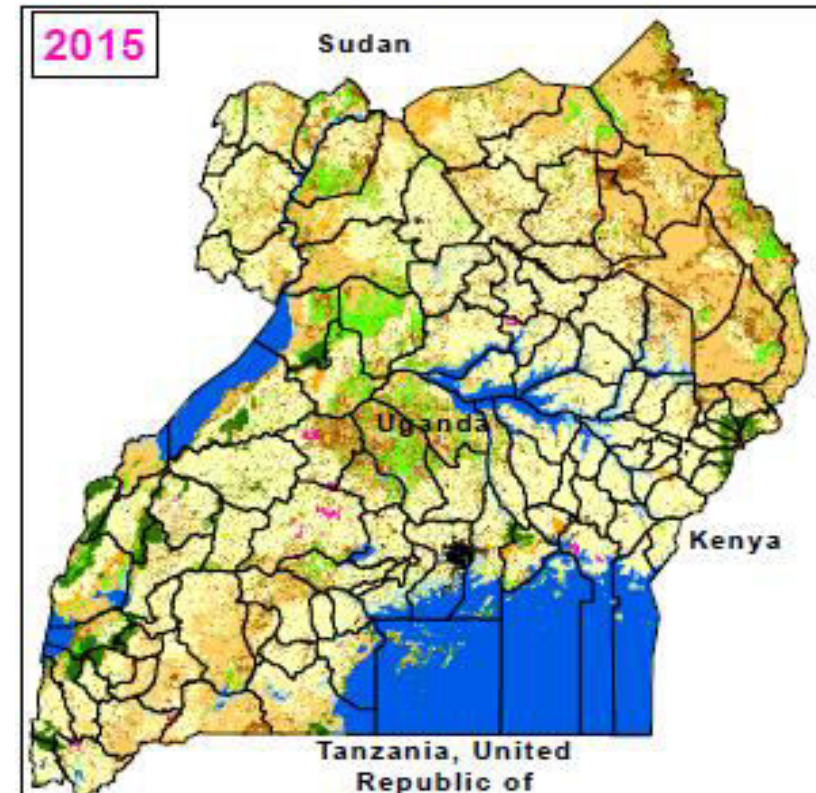 2015
Sudan
Uganda
Kenya
Tanzania, United
Republic of